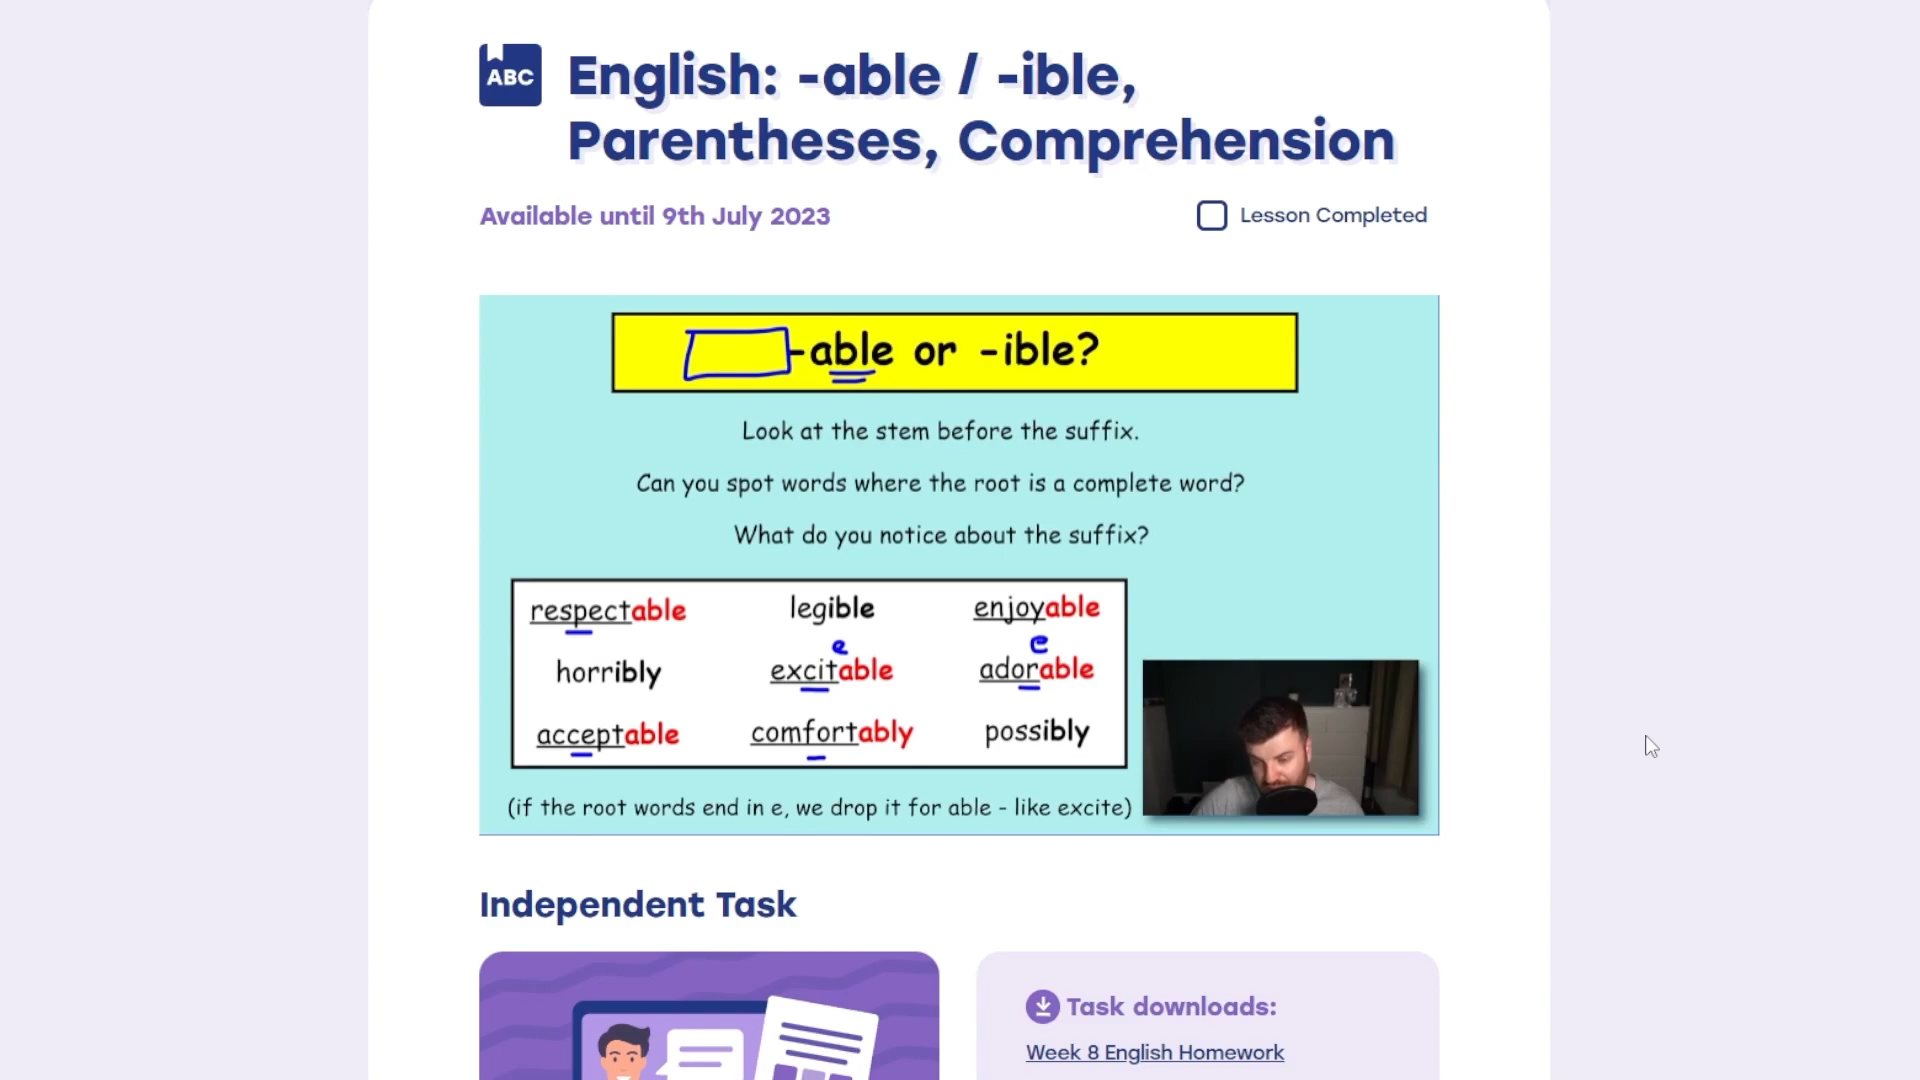 ABC
English: -able / -ible,
Parentheses, Comprehension
Available until 9th July 2023
Lesson Completed
-able or -ible?
Look at the stem before the suffix.
Can you spot words where the root is a complete word?
What do you notice about the suffix?
respectable legible enjoyable
e e
horribly excitable adorable
acceptable comfortably possibly
(if the root words end in e, we drop it for able - like excite)
Independent Task
Task downloads:
Week 8 English Homework